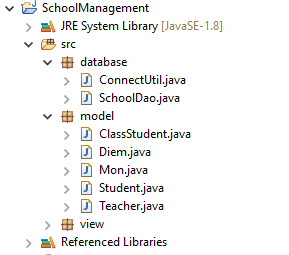 SchoolManagement
JRE System Library [JavaSE-1.8]
src
database
ConnectUtil.java
SchoolDao.java
model
ClassStudent.java
Diem.java
Mon.java
Student.java
Teacher.java
view
Referenced Libraries